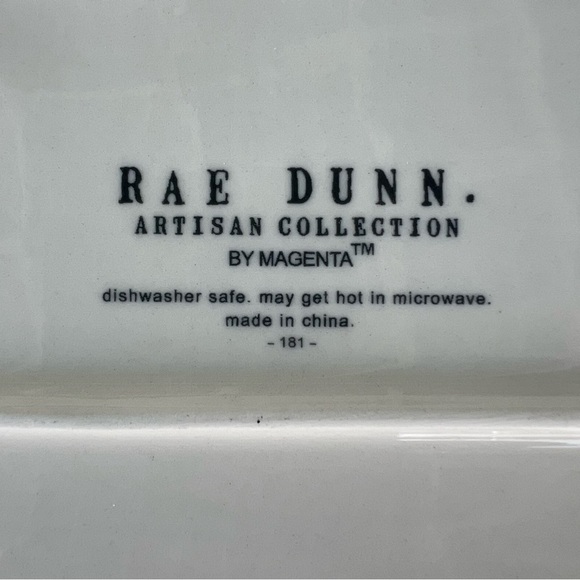 RAE DUNN.
ARTISAN COLLECTION
BY MAGENTA™
dishwasher safe. may get hot in microwave.
made in china.
- 181 -